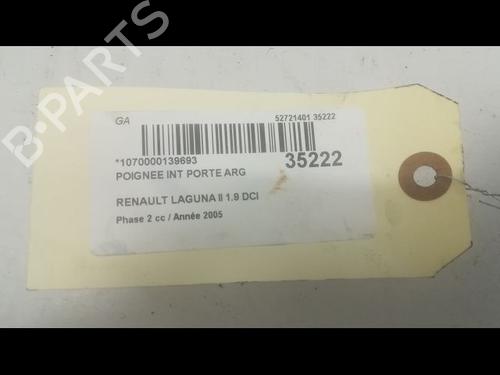 GA
52721401 35222
*1070000139693
35222
POIGNEE INT PORTE ARG
RENAULT LAGUNA II 1.9 DCI
Phase 2 cc / Année 2005
B-PARTS